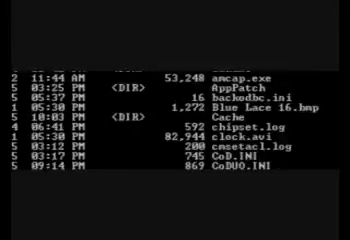 2 11:44 AM 53,248 amcap.exe
5 03:25 PM <DIR> AppPatch
5 05:37 PM 16 backodbc.ini
1 05:30 PM 1,272 Blue Lace 16.bmp
5 10:03 PM <DIR> Cache
4 06:41 PM 592 chipset.log
1 05:30 PM 82,944 clock.avi
5 03:12 PM 200 cmsetacl.log
5 03:17 PM 745 CoD.INI
5 09:14 PM 869 CoDUO.INI